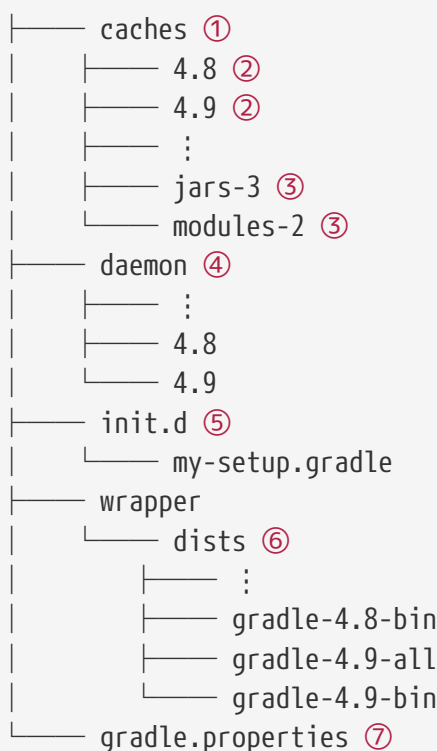 ├── caches ①
│   ├── 4.8 ②
│   ├── 4.9 ②
│   ├── ⋮
│   ├── jars-3 ③
│   └── modules-2 ③
├── daemon ④
│   ├── ⋮
│   ├── 4.8
│   └── 4.9
├── init.d ⑤
│   └── my-setup.gradle
├── wrapper
│   └── dists ⑥
│       ├── ⋮
│       ├── gradle-4.8-bin
│       ├── gradle-4.9-all
│       └── gradle-4.9-bin
└── gradle.properties ⑦